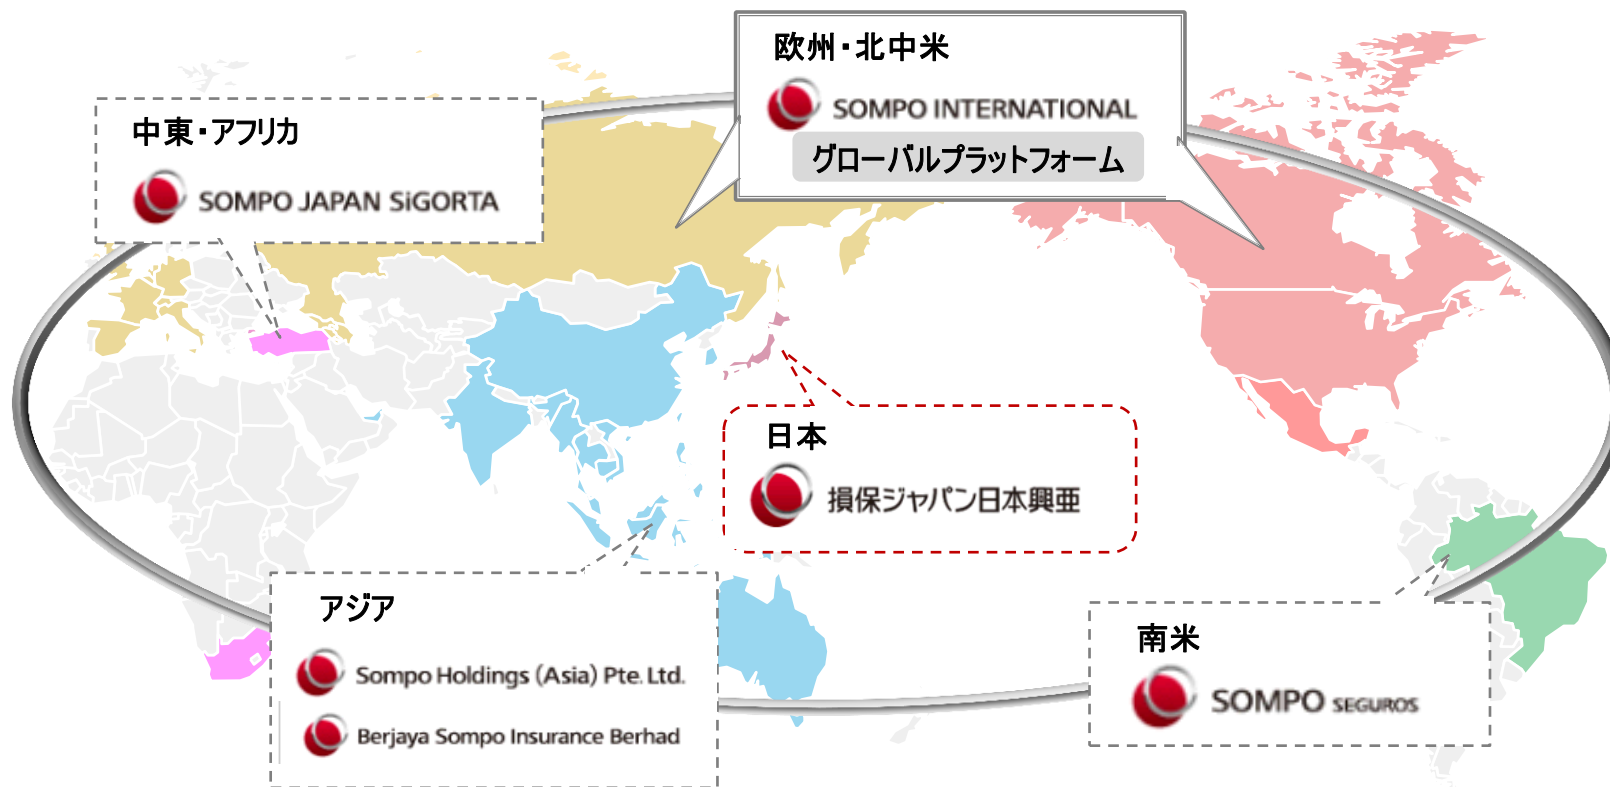 欧州・北中米
SOMPO INTERNATIONAL
グローバルプラットフォーム
中東・アフリカ
SOMPO JAPAN SiGORTA
日本
損保ジャパン日本興亜
アジア
Sompo Holdings (Asia) Pte. Ltd.
Berjaya Sompo Insurance Berhad
南米
SOMPO SEGUROS